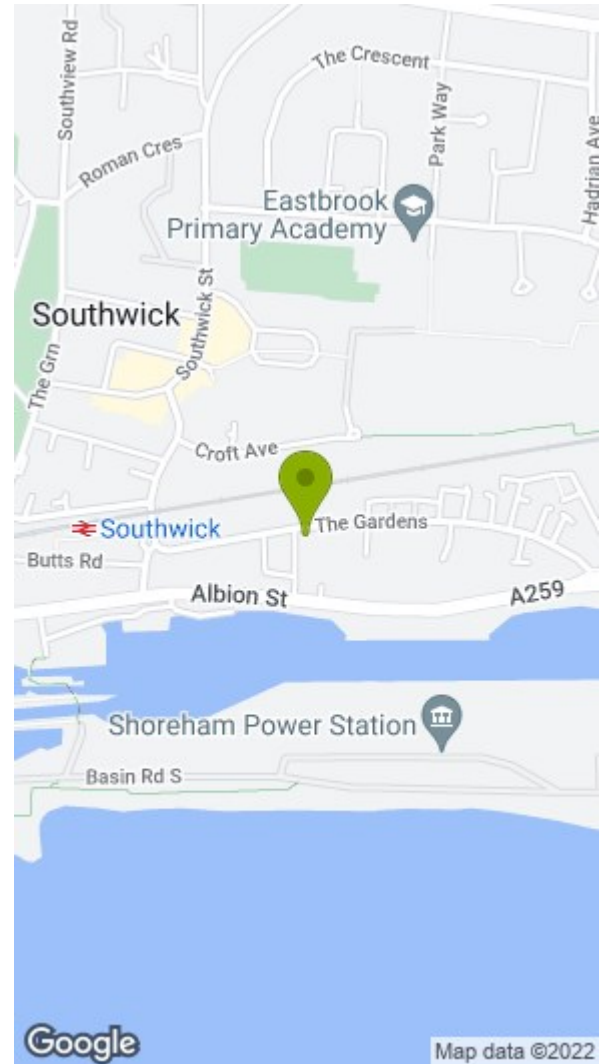 Southview Rd
The Crescent
Park Way
Hadrian Ave
Roman Cres
Eastbrook
Primary Academy
Southwick
Southwick St
The Grn
Croft Ave
Southwick
The Gardens
Butts Rd
Albion St
A259
Shoreham Power Station
Basin Rd S
Google
Map data ©2022